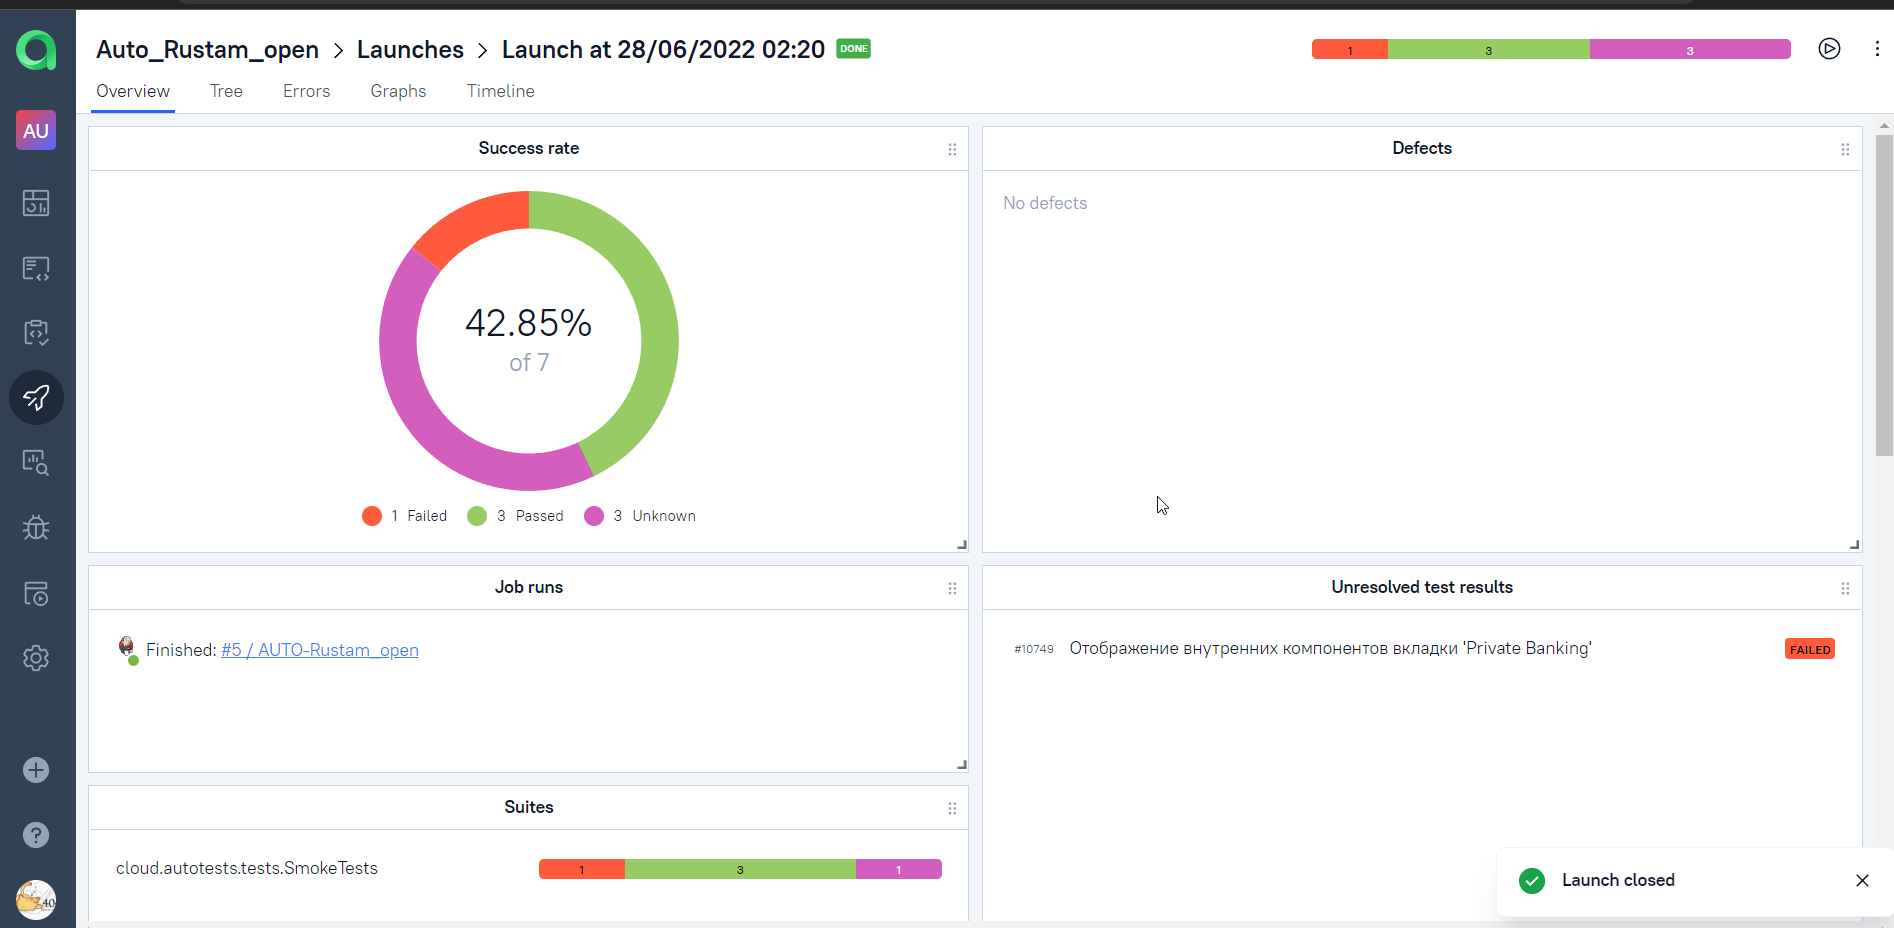 Auto_Rustam_open > Launches > Launch at 28/06/2022 02:20 DONE
1 3 3
AU
Overview Tree Errors Graphs Timeline
Success rate
42.85%
of 7
1 Failed 3 Passed 3 Unknown
Defects
No defects
Job runs
Finished: #5 / AUTO-Rustam_open
Unresolved test results
#10749 Отображение внутренних компонентов вкладки 'Private Banking' FAILED
Suites
cloud.autotests.tests.SmokeTests 1 3 1
Launch closed
40